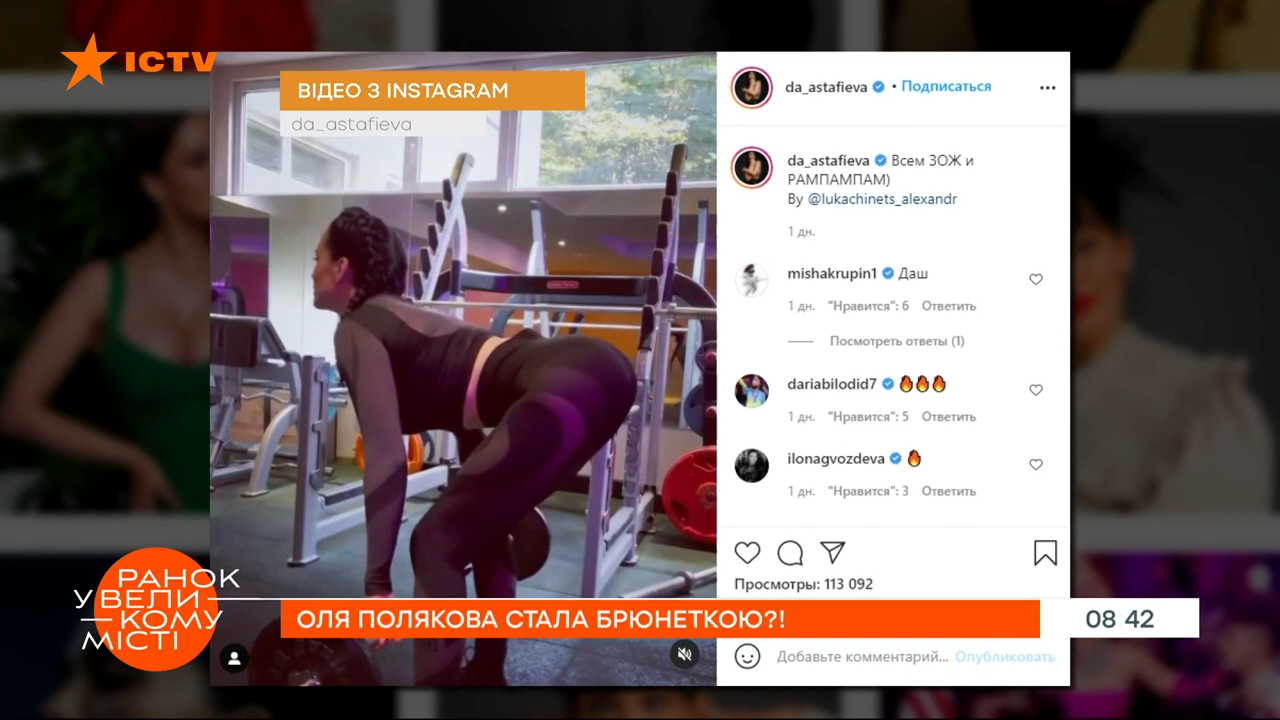 ICTV
ВІДЕО З INSTAGRAM
da_astafieva
da_astafieva • Подписаться
da_astafieva Всем ЗОЖ и
РАМПАМПАМ)
By @lukachinets_alexandr
1 дн.
mishakrupin1 Даш
1 дн. "Нравится": 6 Ответить
Посмотреть ответы (1)
dariabilodid7 🔥🔥🔥
1 дн. "Нравится": 5 Ответить
ilonagvozdeva 🔥
1 дн. "Нравится": 3 Ответить
Просмотры: 113 092
РАНОК
У ВЕЛИ–
–КОМУ
МІСТІ
ОЛЯ ПОЛЯКОВА СТАЛА БРЮНЕТКОЮ?!
08 42
Добавьте комментарий... Опубликовать